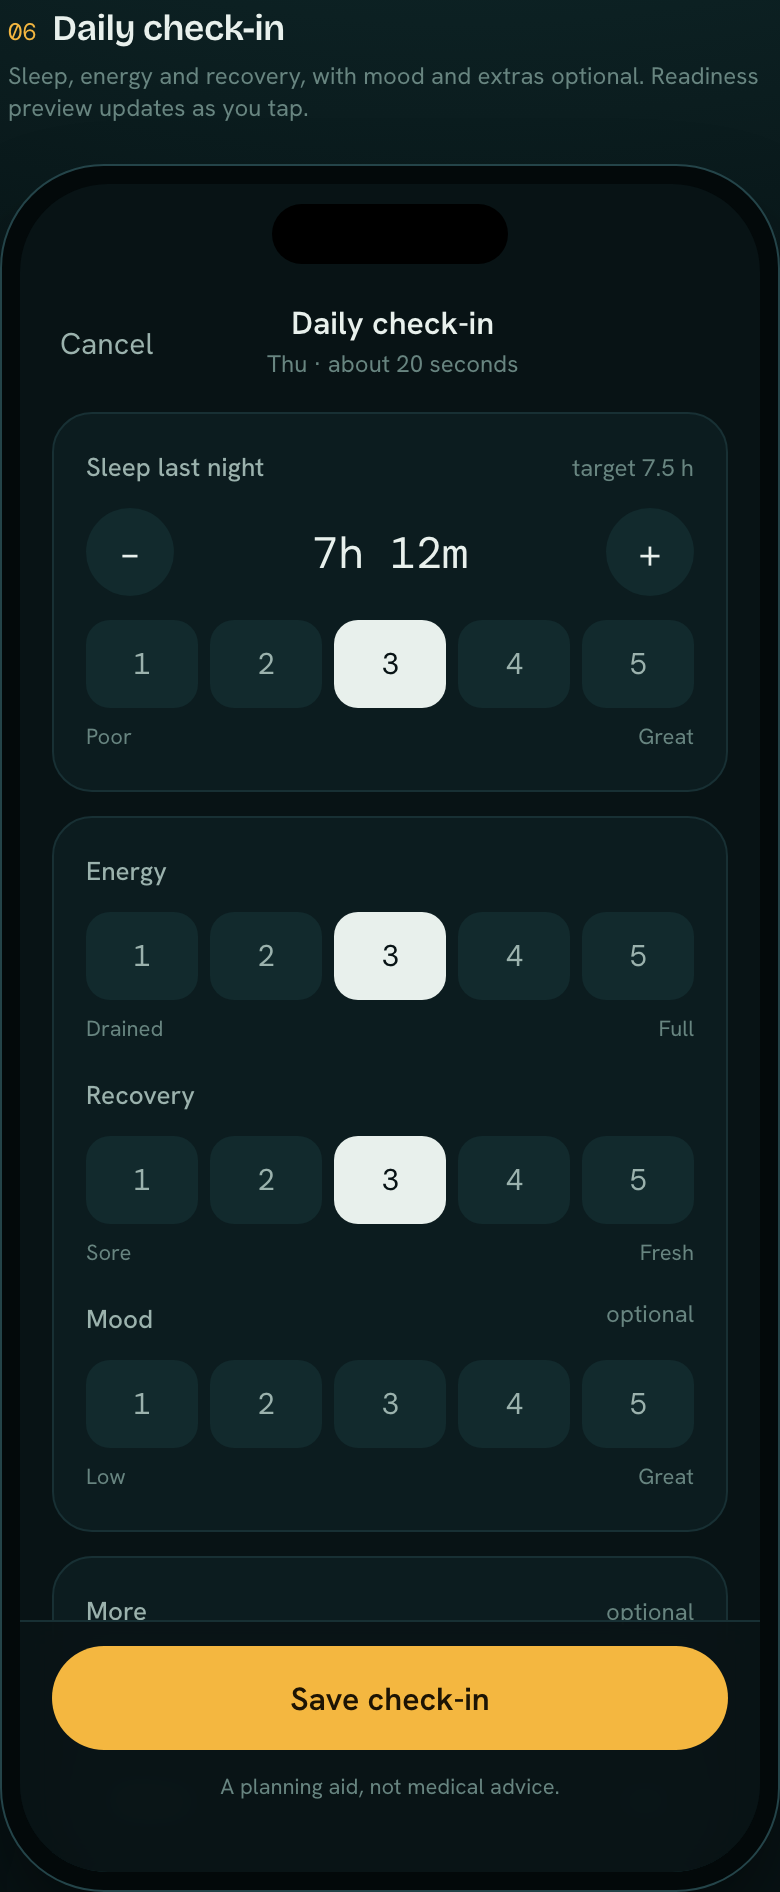 06 Daily check-in
Sleep, energy and recovery, with mood and extras optional. Readiness
preview updates as you tap.
Cancel
Daily check-in
Thu · about 20 seconds
Sleep last night target 7.5 h
− 7h 12m +
1 2 3 4 5
Poor Great
Energy
1 2 3 4 5
Drained Full
Recovery
1 2 3 4 5
Sore Fresh
Mood optional
1 2 3 4 5
Low Great
More optional
Save check-in
A planning aid, not medical advice.